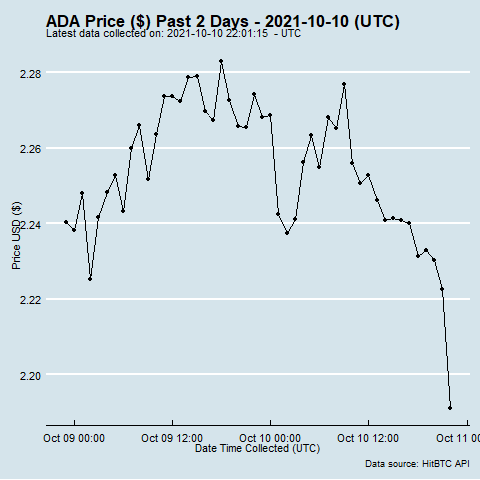 ADA Price ($) Past 2 Days - 2021-10-10 (UTC)
Latest data collected on: 2021-10-10 22:01:15 - UTC
2.28
2.26
2.24
2.22
2.20
Price USD ($)
Oct 09 00:00
Oct 09 12:00
Oct 10 00:00
Oct 10 12:00
Oct 11 00
Date Time Collected (UTC)
Data source: HitBTC API